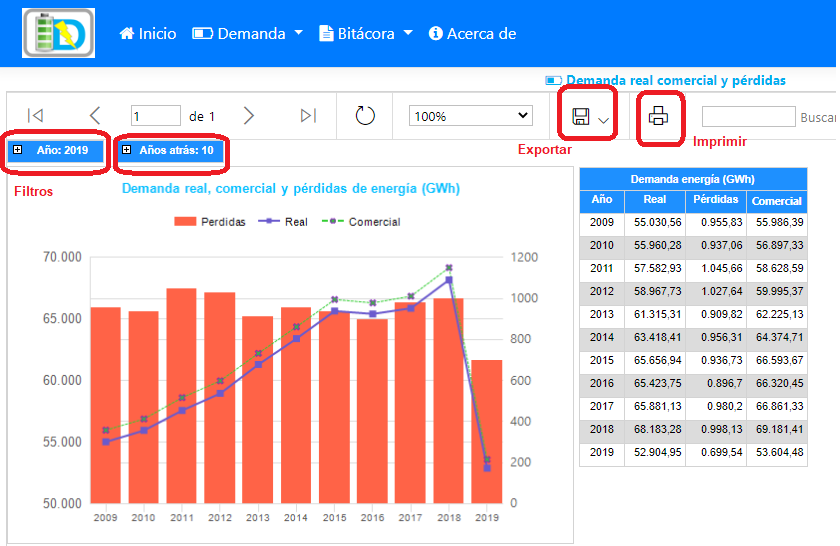 D
Inicio Demanda Bitácora Acerca de
Demanda real comercial y pérdidas
1 de 1 100% Buscar
Exportar Imprimir
Año: 2019 Años atrás: 10
Filtros
Demanda real, comercial y pérdidas de energía (GWh)
Perdidas Real Comercial
70.000
65.000
60.000
55.000
50.000
1200
1000
800
600
400
200
0
2009 2010 2011 2012 2013 2014 2015 2016 2017 2018 2019
Demanda energía (GWh)
Año Real Pérdidas Comercial
2009 55.030,56 0.955,83 55.986,39
2010 55.960,28 0.937,06 56.897,33
2011 57.582,93 1.045,66 58.628,59
2012 58.967,73 1.027,64 59.995,37
2013 61.315,31 0.909,82 62.225,13
2014 63.418,41 0.956,31 64.374,71
2015 65.656,94 0.936,73 66.593,67
2016 65.423,75 0.896,7 66.320,45
2017 65.881,13 0.980,2 66.861,33
2018 68.183,28 0.998,13 69.181,41
2019 52.904,95 0.699,54 53.604,48